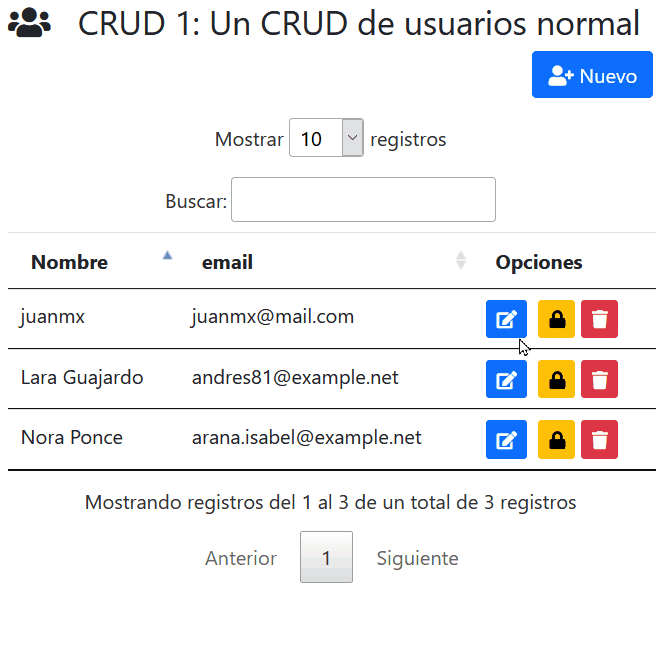 CRUD 1: Un CRUD de usuarios normal
Nuevo
Mostrar 10 registros
Buscar:
Nombre email Opciones
juanmx juanmx@mail.com
Lara Guajardo andres81@example.net
Nora Ponce arana.isabel@example.net
Mostrando registros del 1 al 3 de un total de 3 registros
Anterior 1 Siguiente